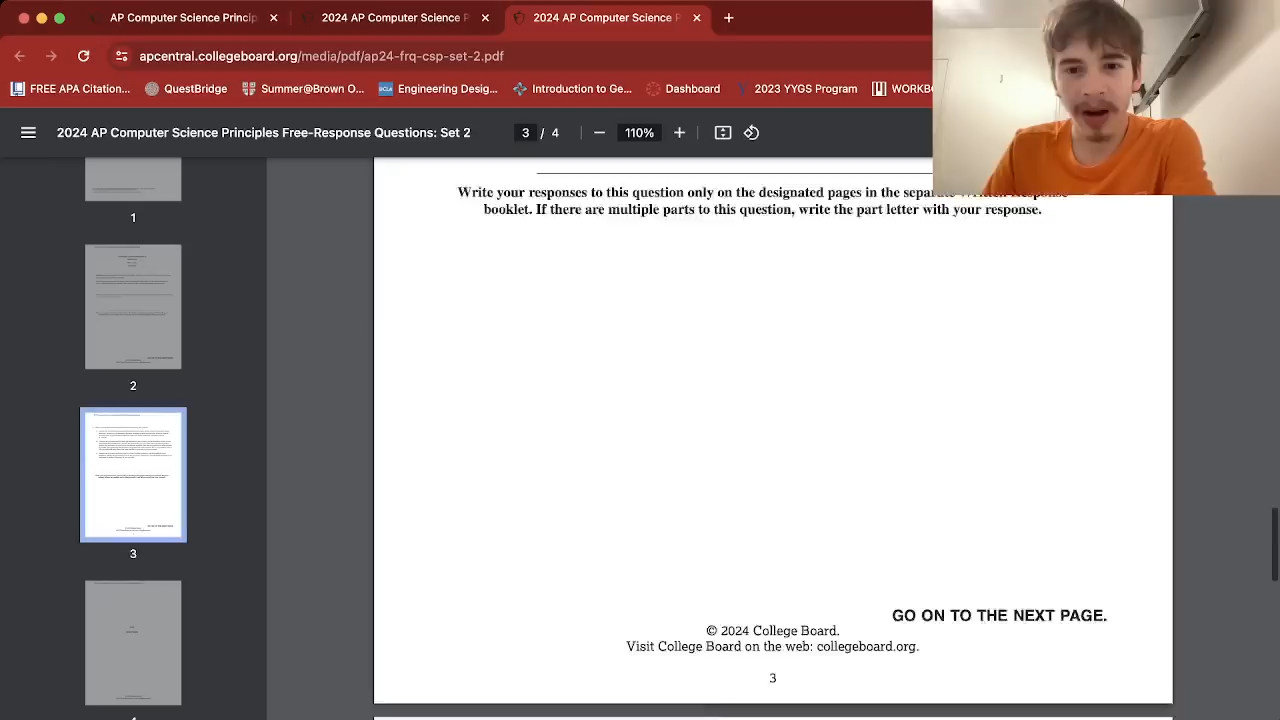 AP Computer Science Princip
2024 AP Computer Science P
2024 AP Computer Science P
apcentral.collegeboard.org/media/pdf/ap24-frq-csp-set-2.pdf
FREE APA Citation...
QuestBridge
Summer@Brown O...
Engineering Desig...
Introduction to Ge...
Dashboard
2023 YYGS Program
WORKBO
2024 AP Computer Science Principles Free-Response Questions: Set 2
3 / 4
110%
1
2
3
Write your responses to this question only on the designated pages in the separate Written Response
booklet. If there are multiple parts to this question, write the part letter with your response.
GO ON TO THE NEXT PAGE.
© 2024 College Board.
Visit College Board on the web: collegeboard.org.
3